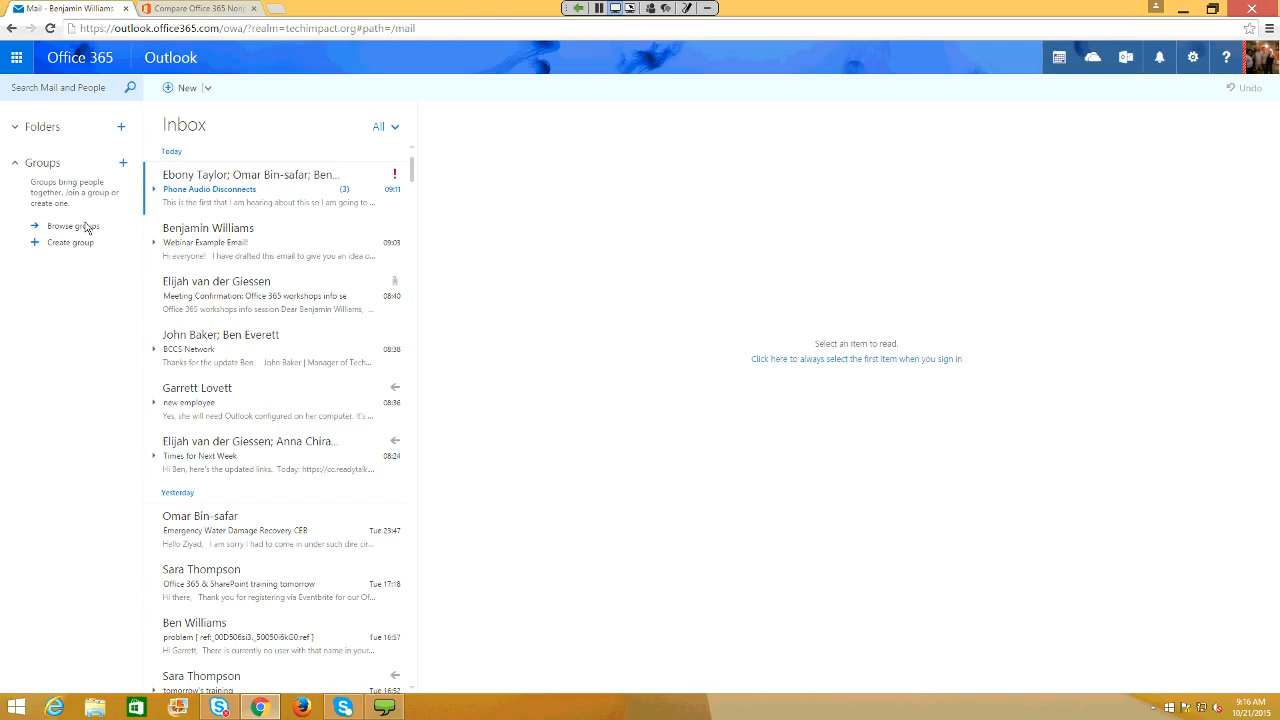 Mail - Benjamin Williams
Compare Office 365 Nonp
https://outlook.office365.com/owa/?realm=techimpact.org#path=/mail
Office 365
Outlook
Search Mail and People
New
Undo
Folders
Groups
Groups bring people
together. Join a group or
create one.
Browse groups
Create group
Inbox
All
Today
Ebony Taylor; Omar Bin-safar; Ben...
Phone Audio Disconnects (3) 09:11
This is the first that I am hearing about this so I am going to ...
Benjamin Williams
Webinar Example Email! 09:03
Hi everyone! I have drafted this email to give you an idea o...
Elijah van der Giessen
Meeting Confirmation: Office 365 workshops info se 08:40
Office 365 workshops info session Dear Benjamin Williams, ...
John Baker; Ben Everett
BCCS Network 08:38
Thanks for the update Ben. John Baker | Manager of Tech...
Garrett Lovett
new employee 08:36
Yes, she will need Outlook configured on her computer. It's ...
Elijah van der Giessen; Anna Chira...
Times for Next Week 08:24
Hi Ben, here's the updated links. Today: https://cc.readytalk...
Yesterday
Omar Bin-safar
Emergency Water Damage Recovery CEB Tue 23:47
Hello Ziyad, I am sorry I had to come in under such dire cir...
Sara Thompson
Office 365 & SharePoint training tomorrow Tue 17:18
Hi there, Thank you for registering via Eventbrite for our Of...
Ben Williams
problem [ ref:_00D506si3._50050I6kG0:ref ] Tue 16:57
Hi Garrett, There is currently no user with that name in your...
Sara Thompson
tomorrow's training Tue 16:52
Select an item to read.
Click here to always select the first item when you sign in
9:16 AM
10/21/2015